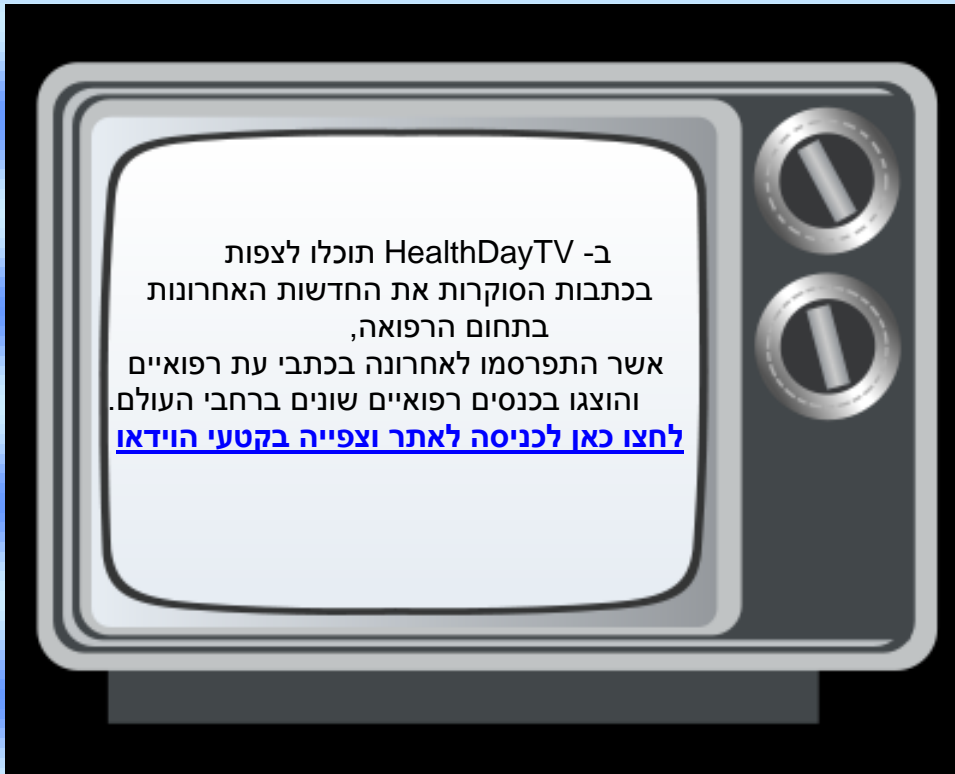 ב- HealthDayTV תוכלו לצפות
בכתבות הסוקרות את החדשות האחרונות
בתחום הרפואה,
אשר התפרסמו לאחרונה בכתבי עת רפואיים
והוצגו בכנסים רפואיים שונים ברחבי העולם.
לחצו כאן לכניסה לאתר וצפייה בקטעי הוידאו